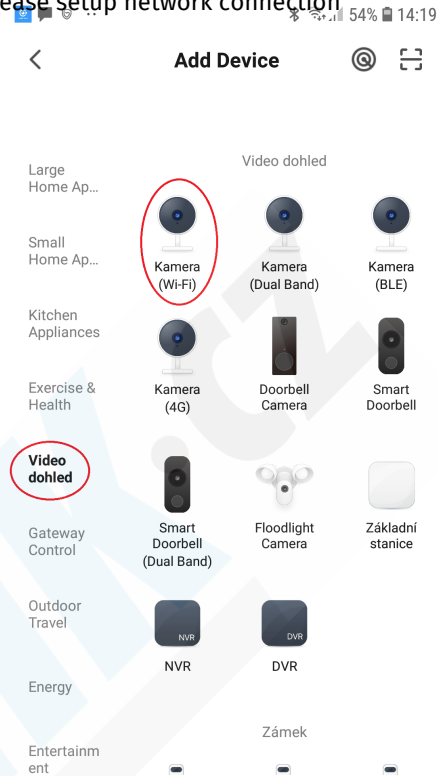 ease setup network connection
54% 14:19
Add Device
Large
Home Ap...
Small
Home Ap...
Kitchen
Appliances
Exercise &
Health
Video
dohled
Gateway
Control
Outdoor
Travel
Energy
Entertainm
ent
Video dohled
Kamera
(Wi-Fi)
Kamera
(Dual Band)
Kamera
(BLE)
Kamera
(4G)
Doorbell
Camera
Smart
Doorbell
Smart
Doorbell
(Dual Band)
Floodlight
Camera
Základní
stanice
NVR
NVR
DVR
DVR
Zámek